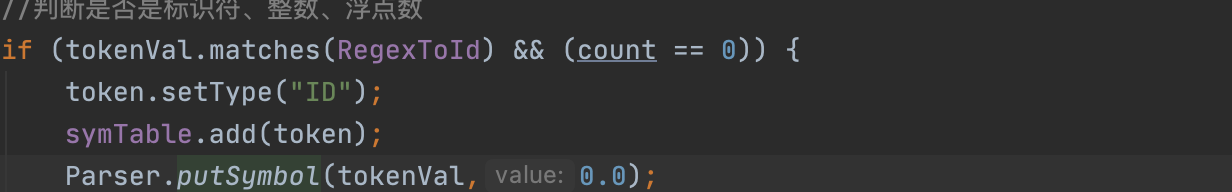 //判断是否是标识符、整数、浮点数
if (tokenVal.matches(RegexToId) && (count == 0)) {
token.setType("ID");
symTable.add(token);
Parser.putSymbol(tokenVal, value: 0.0);